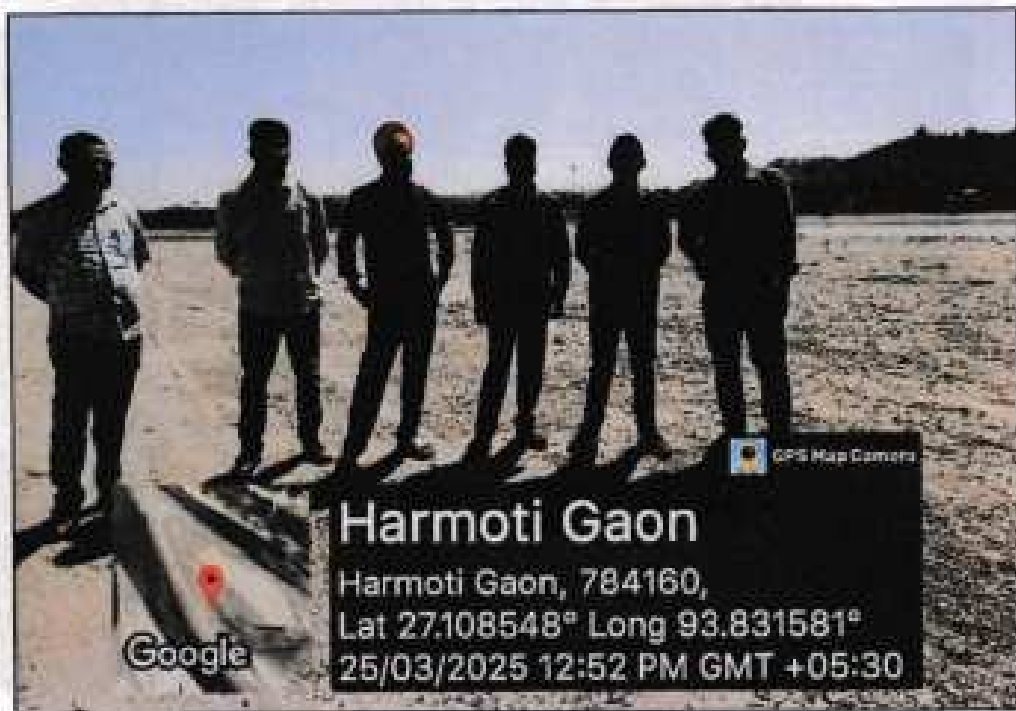 GPS Map Camera
Harmoti Gaon
Harmoti Gaon, 784160,
Lat 27.108548° Long 93.831581°
25/03/2025 12:52 PM GMT +05:30
Google